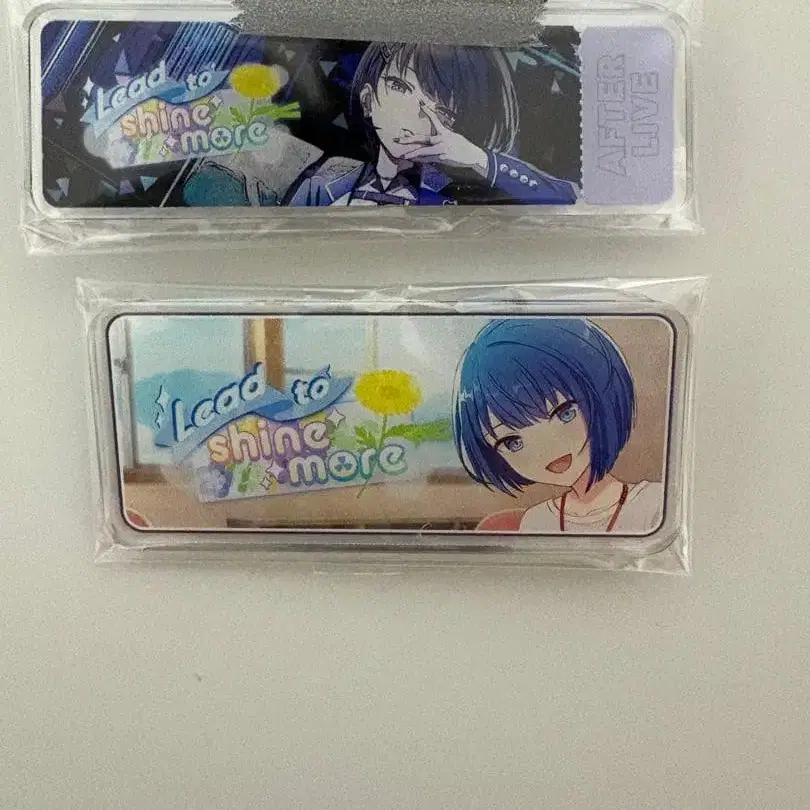 Lead to
shine
more
AFTER
LIVE
Lead to
shine
more